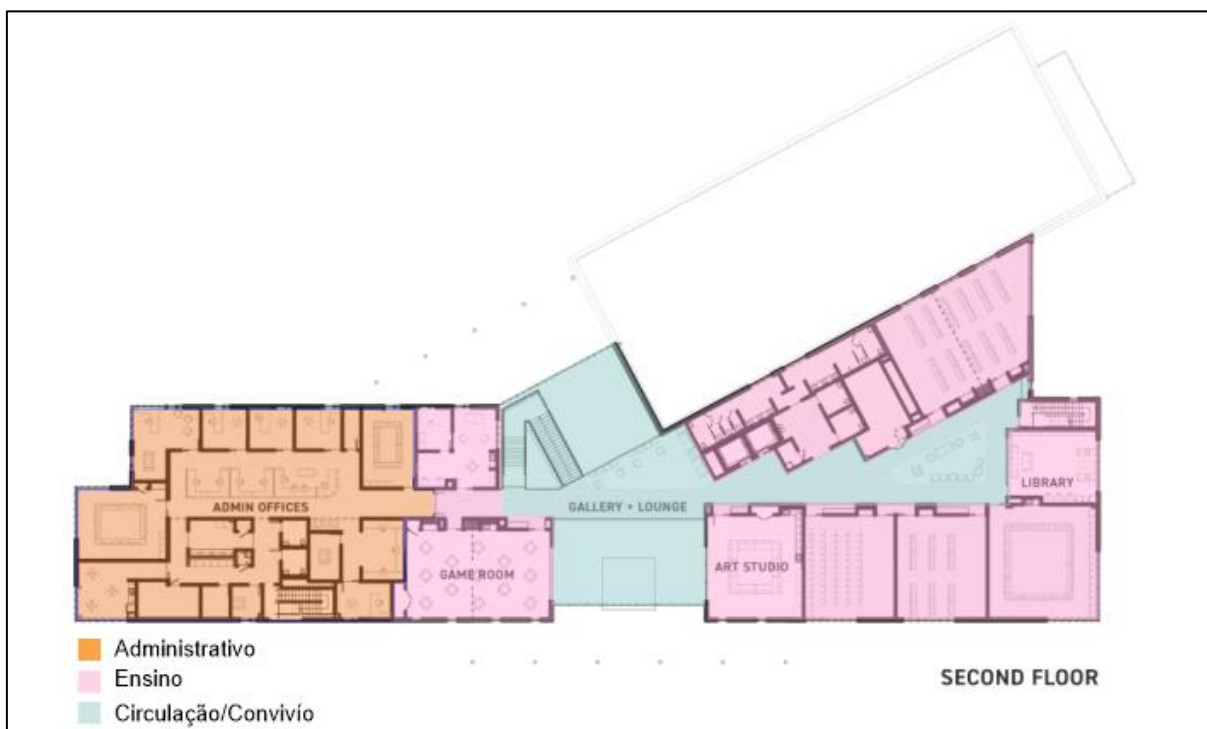 LIBRARY
ADMIN OFFICES
GALLERY + LOUNGE
GAME ROOM
ART STUDIO
Administrativo
Ensino
Circulação/Convivío
SECOND FLOOR